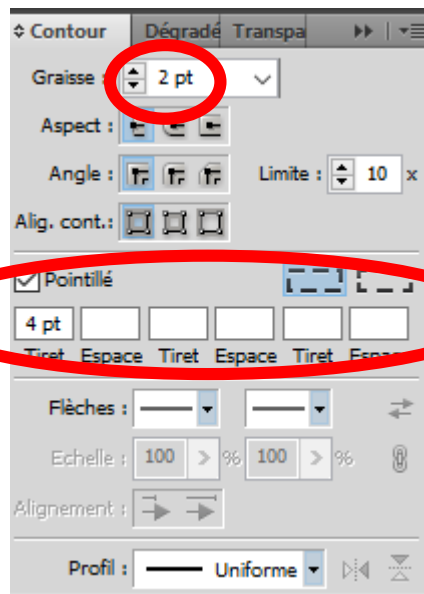 Contour Dégradé Transpa
Graisse : 2 pt
Aspect :
Angle : Limite : 10 x
Alig. cont.:
Pointillé
4 pt
Tiret Espace Tiret Espace Tiret Espace
Flèches :
Echelle : 100 % 100 %
Alignement :
Profil : Uniforme